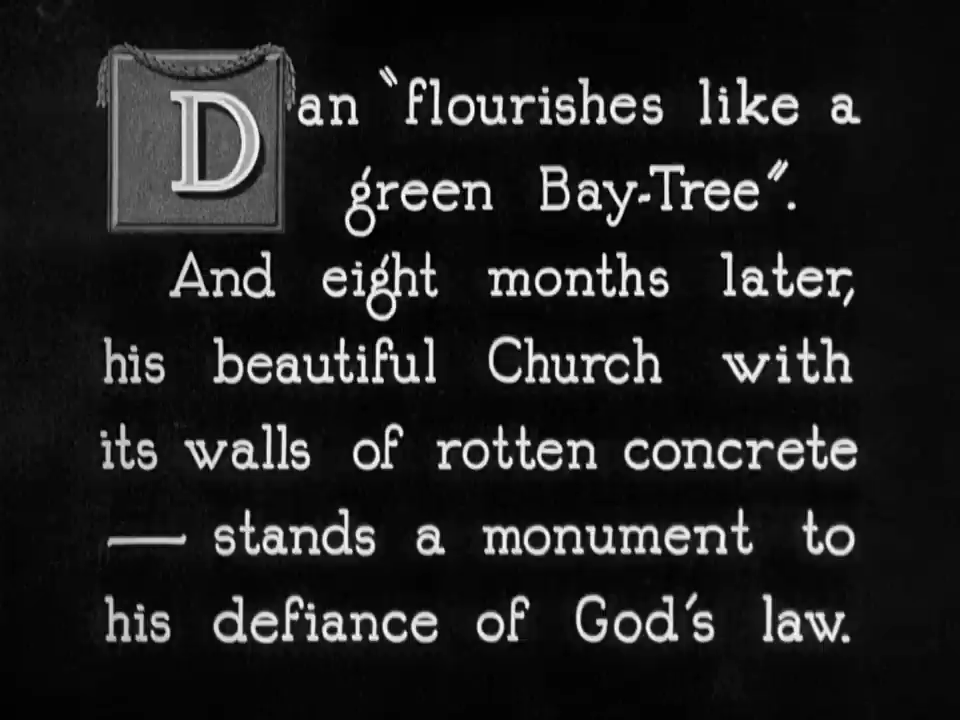 Dan "flourishes like a
green Bay-Tree".
And eight months later,
his beautiful Church with
its walls of rotten concrete
— stands a monument to
his defiance of God's law.